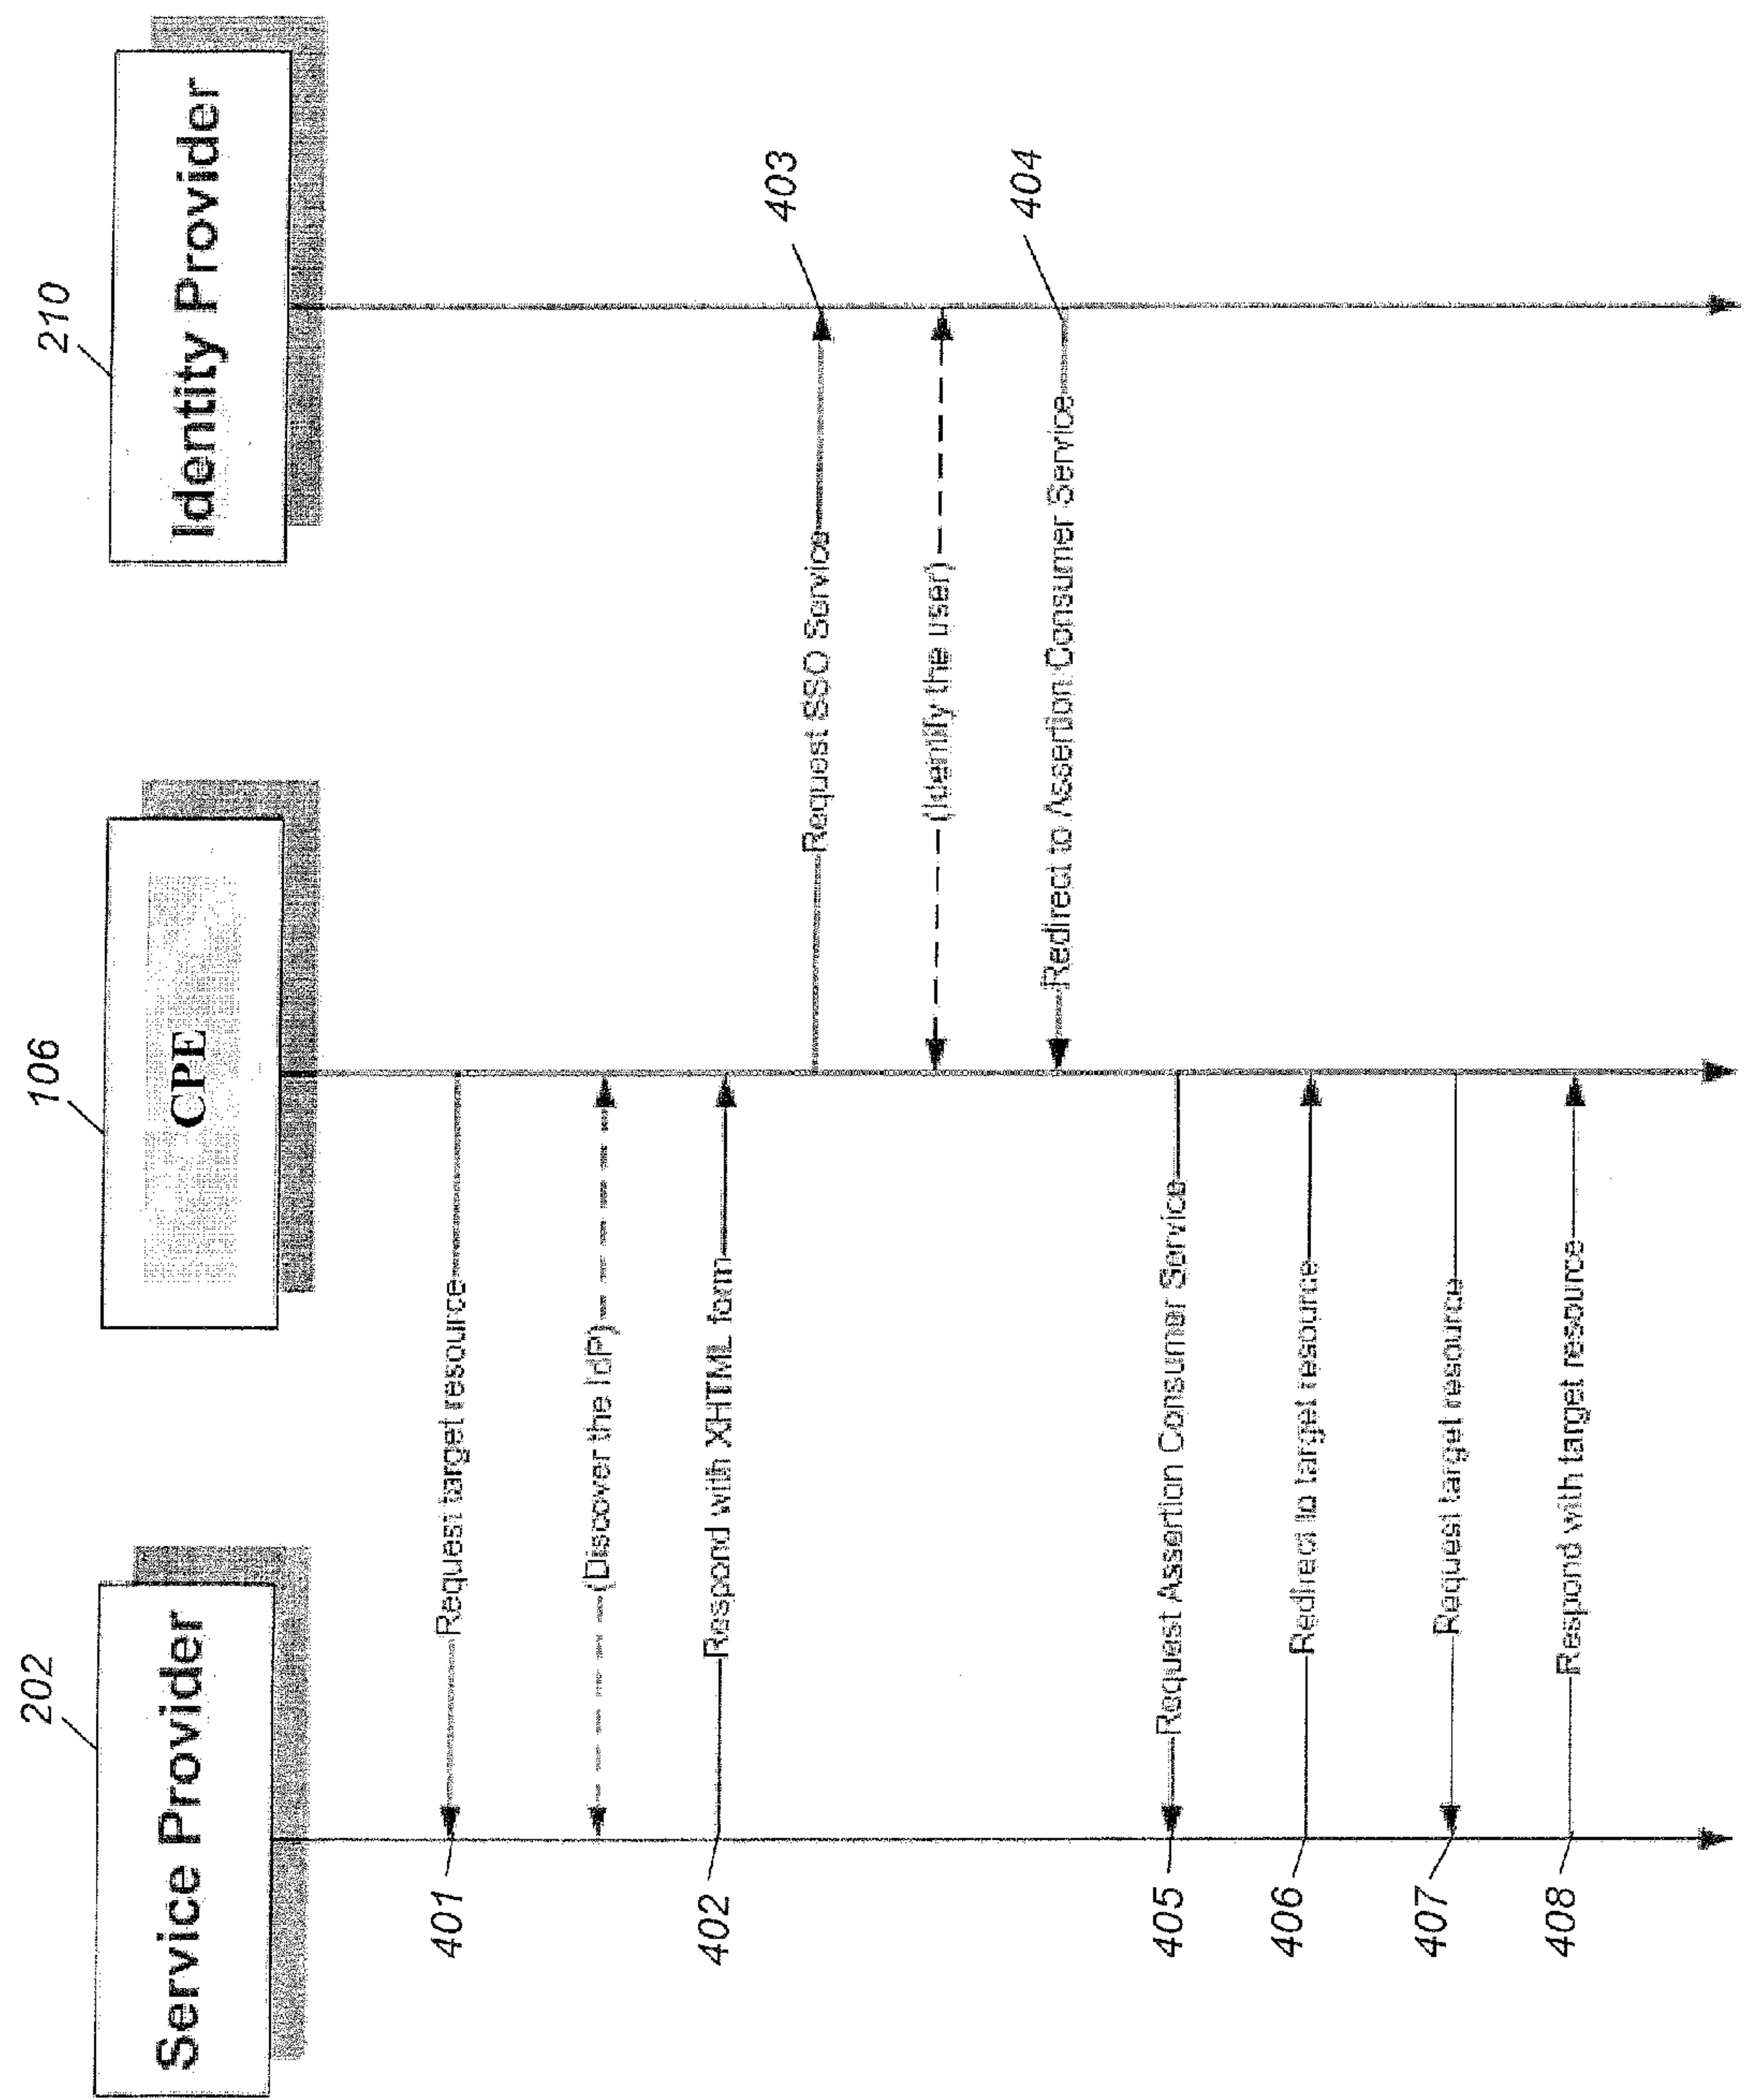 202
Service Provider
106
CPE
210
Identity Provider
401
Request target resource
(Discover the IdP)
402
Respond with XHTML form
403
Request SSO Service
(Identify the user)
404
Redirect to Assertion Consumer Service
405
Request Assertion Consumer Service
406
Redirect to target resource
407
Request target resource
408
Respond with target resource